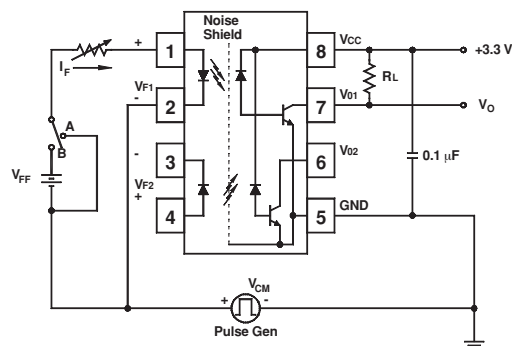 Noise
Shield
+
+
1
8
VCC
+3.3 V
IF
RL
VF1
-
2
7
V01
VO
A
B
-
3
6
V02
0.1 µF
VFF
VF2
+
4
5
GND
VCM
+
-
Pulse Gen